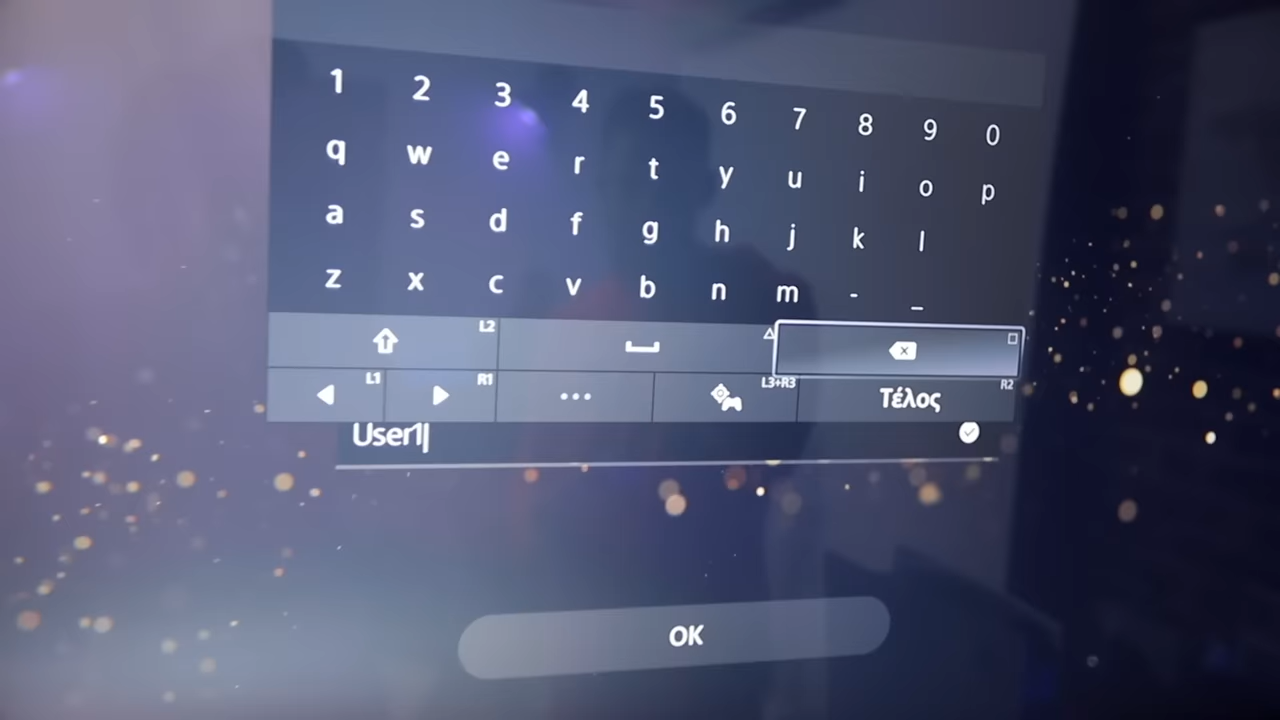 1 2 3 4 5 6 7 8 9 0
q w e r t y u i o p
a s d f g h j k l
z x c v b n m - _
L2
L1 R1 L3+R3 Τέλος R2
User1
OK